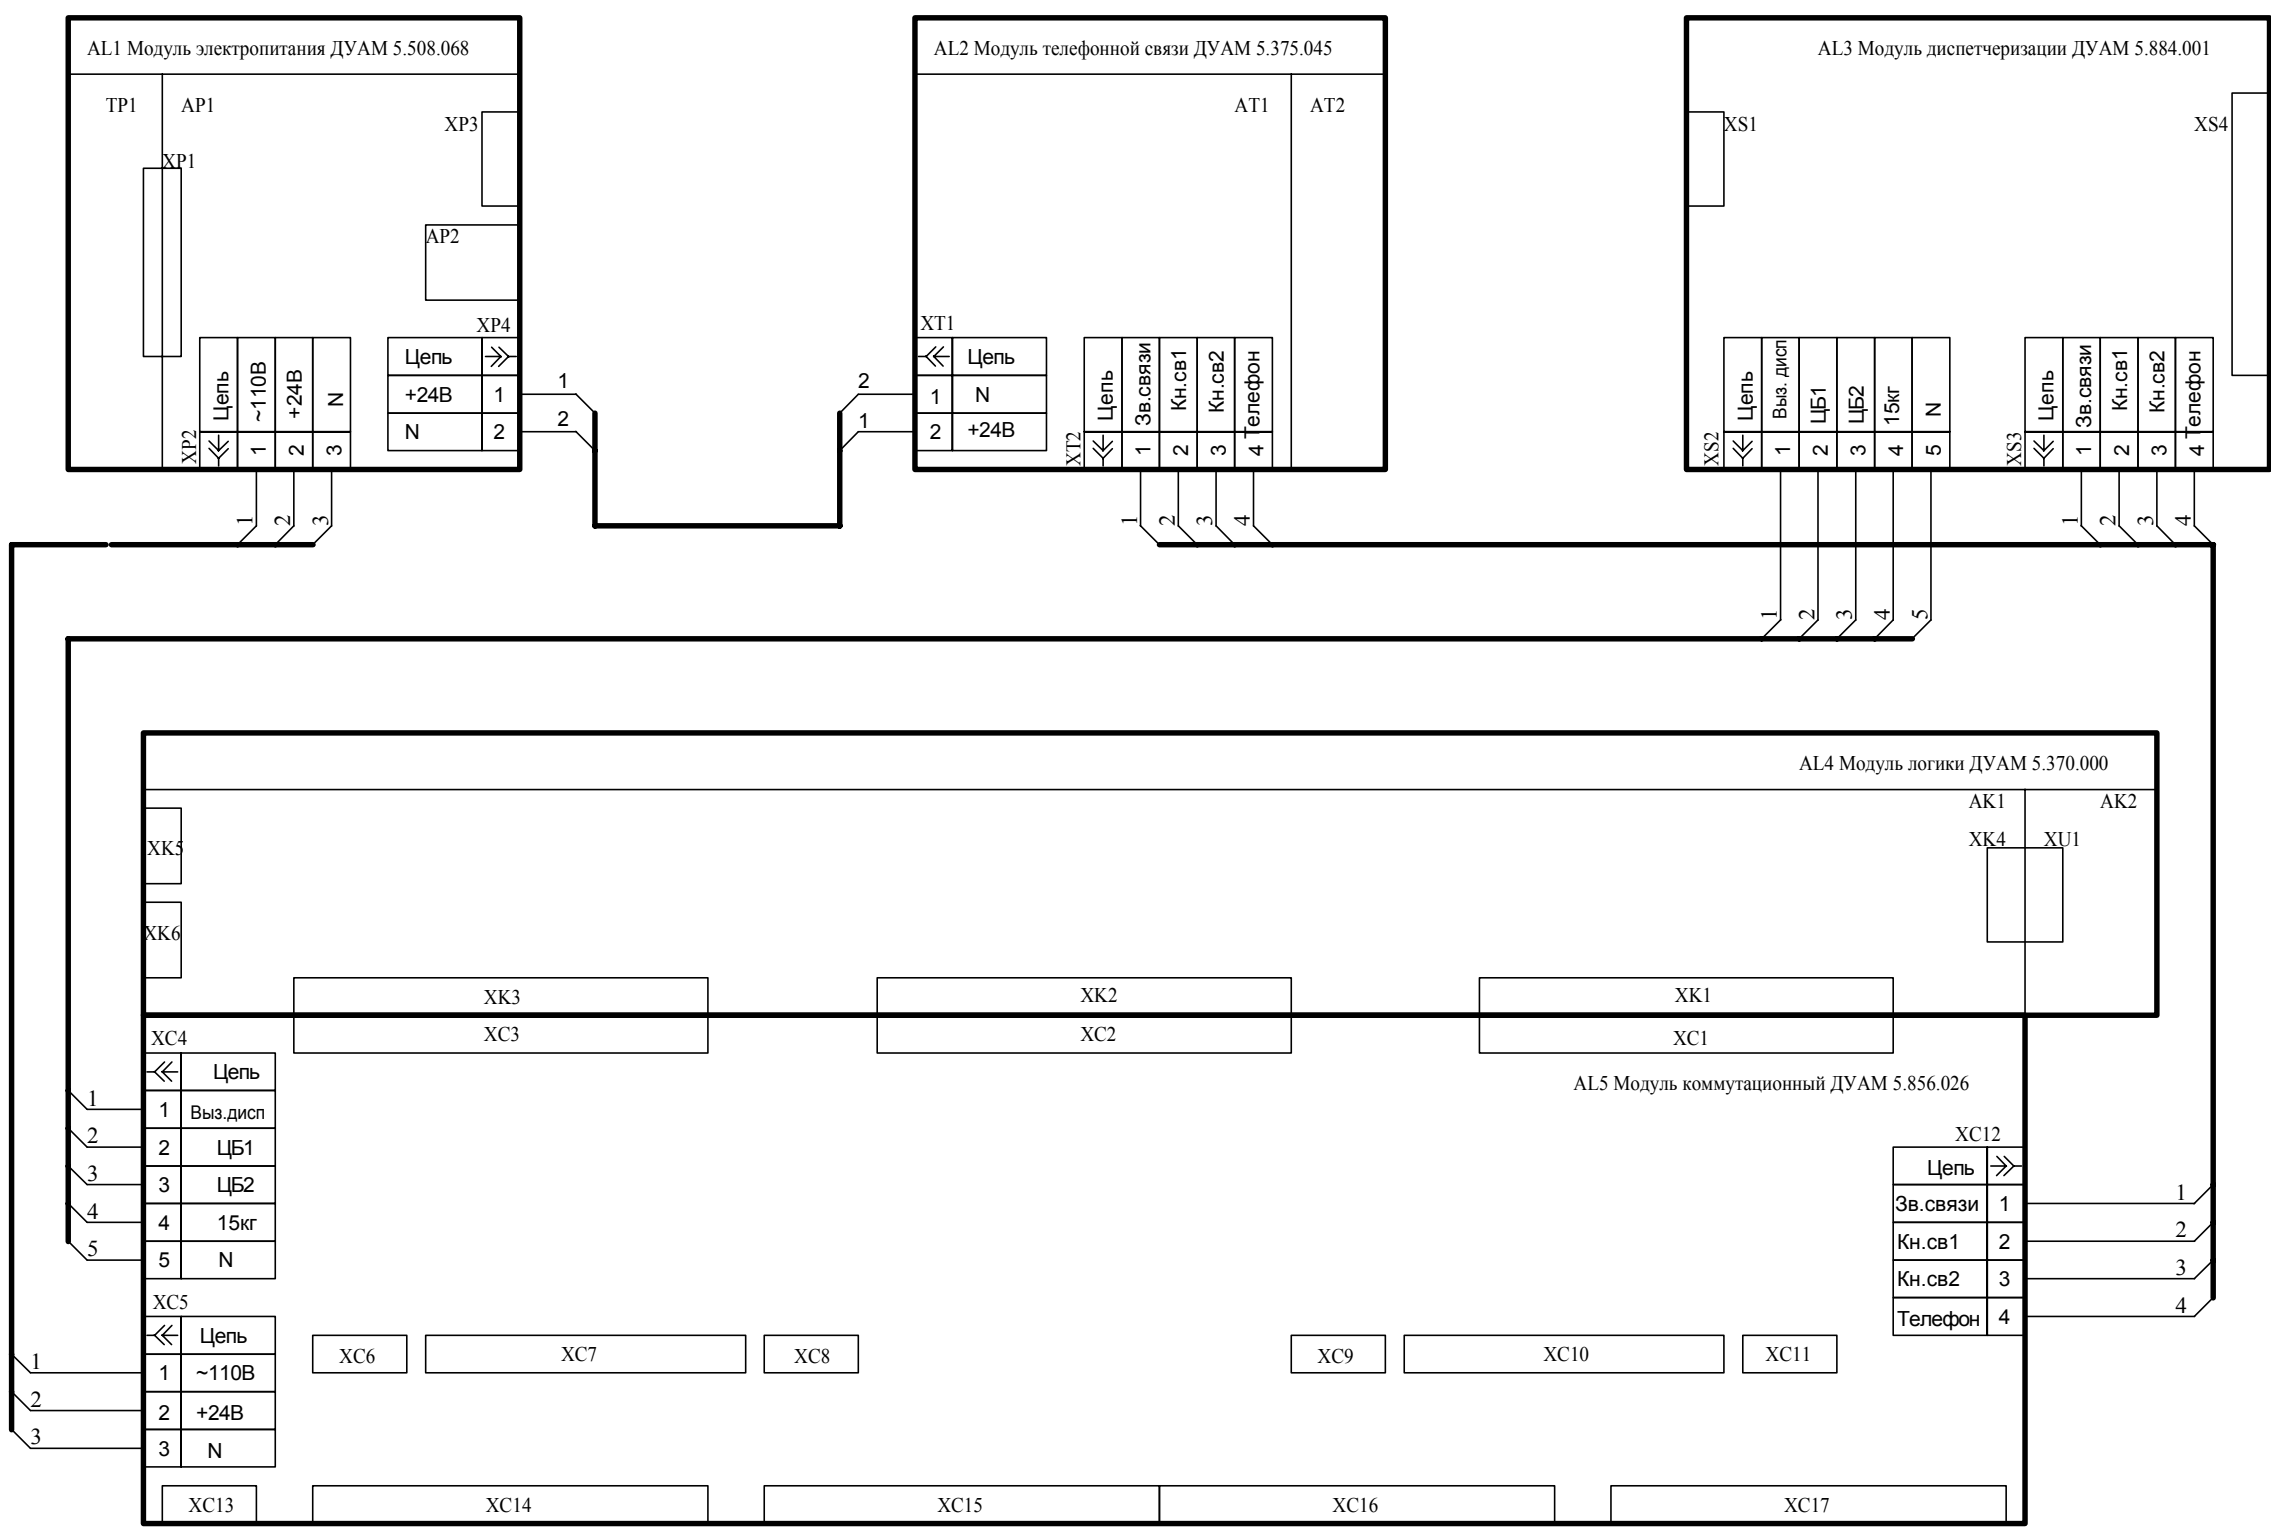 AL1 Модуль электропитания ДУАМ 5.508.068
TP1
AP1
XP3
XP1
AP2
XP4
Цепь
+24В 1
N 2
XP2
Цепь
~110В 1
+24В 2
N 3
1
2
1
2
3
AL2 Модуль телефонной связи ДУАМ 5.375.045
AT1
AT2
XT1
Цепь
1 N
2 +24В
2
1
XT2
Цепь
Зв.связи 1
Кн.св1 2
Кн.св2 3
Телефон 4
1
2
3
4
AL3 Модуль диспетчеризации ДУАМ 5.884.001
XS1
XS4
XS2
Цепь
Выз. дисп 1
ЦБ1 2
ЦБ2 3
15кг 4
N 5
XS3
Цепь
Зв.связи 1
Кн.св1 2
Кн.св2 3
Телефон 4
1
2
3
4
1
2
3
4
5
AL4 Модуль логики ДУАМ 5.370.000
AK1
AK2
XK4
XU1
XK5
XK6
XK3
XK2
XK1
XC3
XC2
XC1
AL5 Модуль коммутационный ДУАМ 5.856.026
XC4
Цепь
1 Выз.дисп
2 ЦБ1
3 ЦБ2
4 15кг
5 N
1
2
3
4
5
XC12
Цепь
Зв.связи 1
Кн.св1 2
Кн.св2 3
Телефон 4
1
2
3
4
XC5
Цепь
1 ~110В
2 +24В
3 N
1
2
3
XC6
XC7
XC8
XC9
XC10
XC11
XC13
XC14
XC15
XC16
XC17